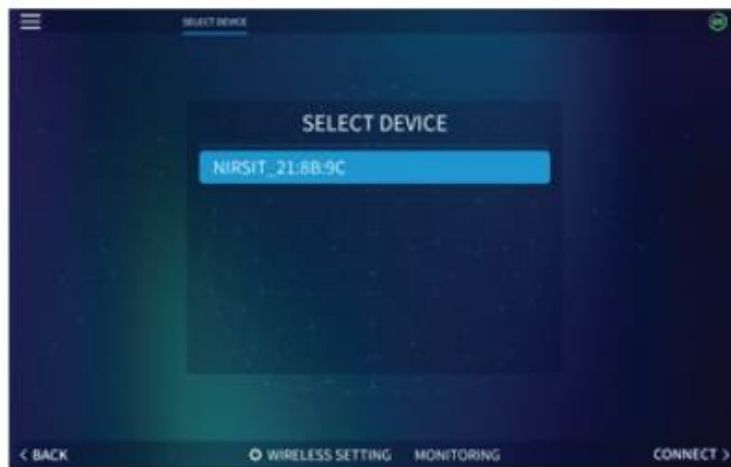 SELECT DEVICE
SELECT DEVICE
NIRSIT_21:8B:9C
< BACK
WIRELESS SETTING
MONITORING
CONNECT >